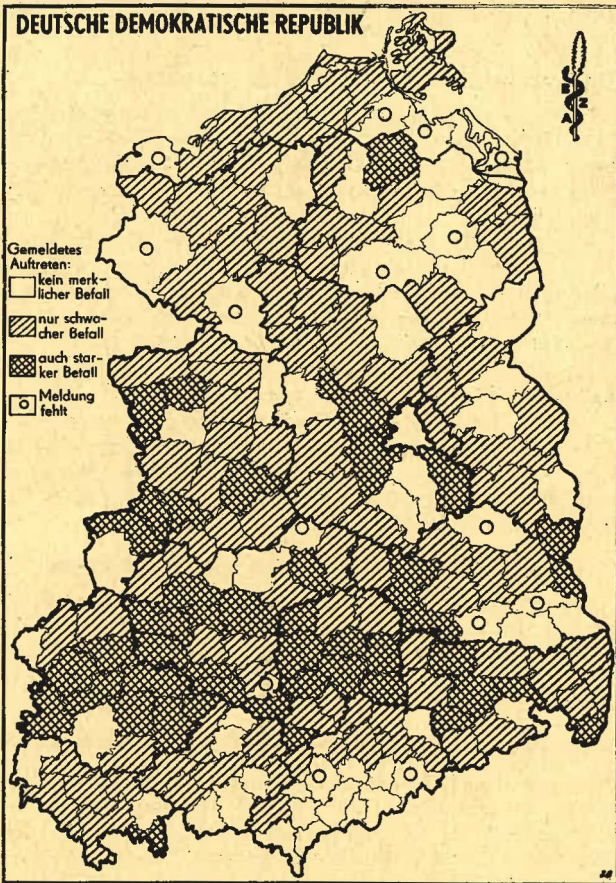 DEUTSCHE DEMOKRATISCHE REPUBLIK
Gemeldetes
Auftreten:
kein merk-
licher Befall
nur schwa-
cher Befall
auch star-
ker Befall
Meldung
fehlt